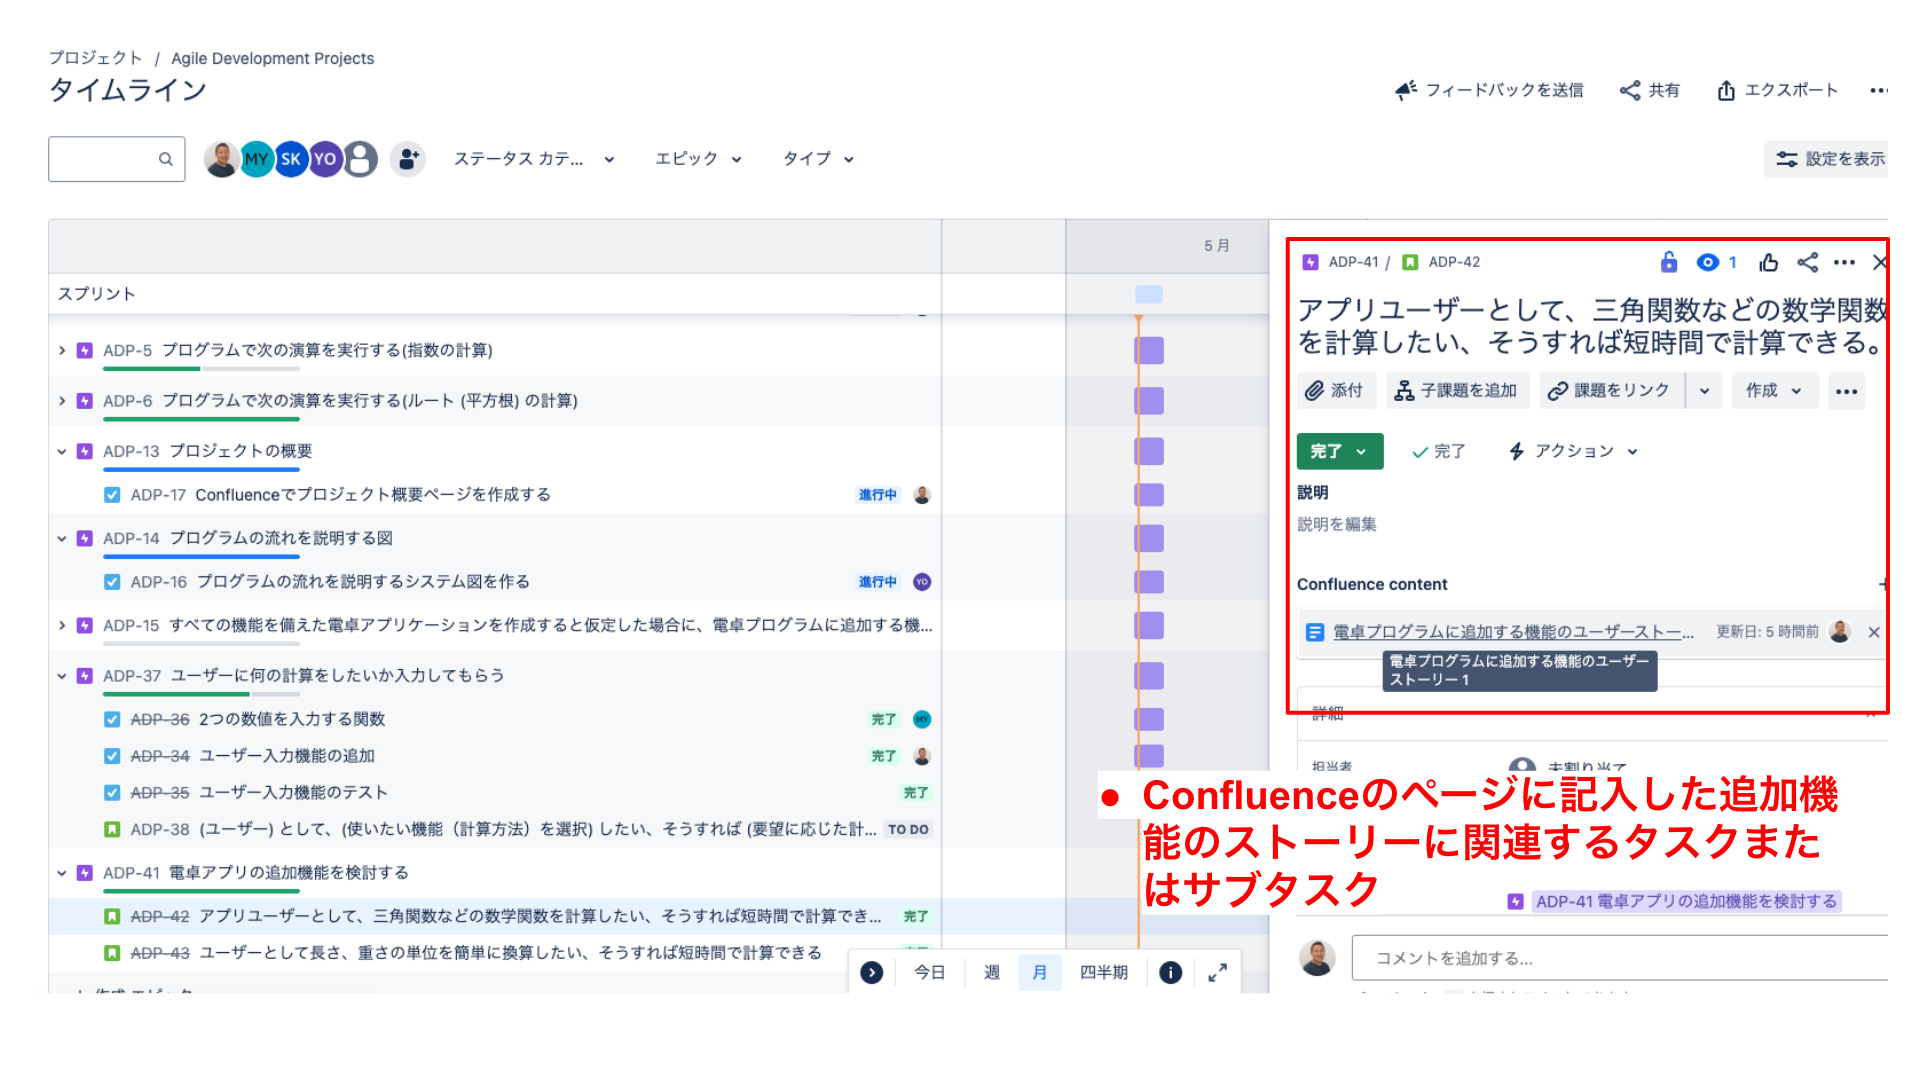 プロジェクト / Agile Development Projects
タイムライン
フィードバックを送信
共有
エクスポート
MY
SK
YO
ステータス カテ...
エピック
タイプ
設定を表示
5 月
スプリント
ADP-5 プログラムで次の演算を実行する(指数の計算)
ADP-6 プログラムで次の演算を実行する(ルート (平方根) の計算)
ADP-13 プロジェクトの概要
ADP-17 Confluenceでプロジェクト概要ページを作成する 進行中
ADP-14 プログラムの流れを説明する図
ADP-16 プログラムの流れを説明するシステム図を作る 進行中 YO
ADP-15 すべての機能を備えた電卓アプリケーションを作成すると仮定した場合に、電卓プログラムに追加する機...
ADP-37 ユーザーに何の計算をしたいか入力してもらう
ADP-36 2つの数値を入力する関数 完了 MY
ADP-34 ユーザー入力機能の追加 完了
ADP-35 ユーザー入力機能のテスト 完了
ADP-38 (ユーザー) として、(使いたい機能（計算方法）を選択) したい、そうすれば (要望に応じた計... TO DO
ADP-41 電卓アプリの追加機能を検討する
ADP-42 アプリユーザーとして、三角関数などの数学関数を計算したい、そうすれば短時間で計算でき... 完了
ADP-43 ユーザーとして長さ、重さの単位を簡単に換算したい、そうすれば短時間で計算できる
今日
週
月
四半期
ADP-41 / ADP-42
1
アプリユーザーとして、三角関数などの数学関数
を計算したい、そうすれば短時間で計算できる。
添付
子課題を追加
課題をリンク
作成
完了
完了
アクション
説明
説明を編集
Confluence content
電卓プログラムに追加する機能のユーザーストー... 更新日: 5 時間前
電卓プログラムに追加する機能のユーザー
ストーリー 1
詳細
担当者 未割り当て
● Confluenceのページに記入した追加機
能のストーリーに関連するタスクまた
はサブタスク
ADP-41 電卓アプリの追加機能を検討する
コメントを追加する...